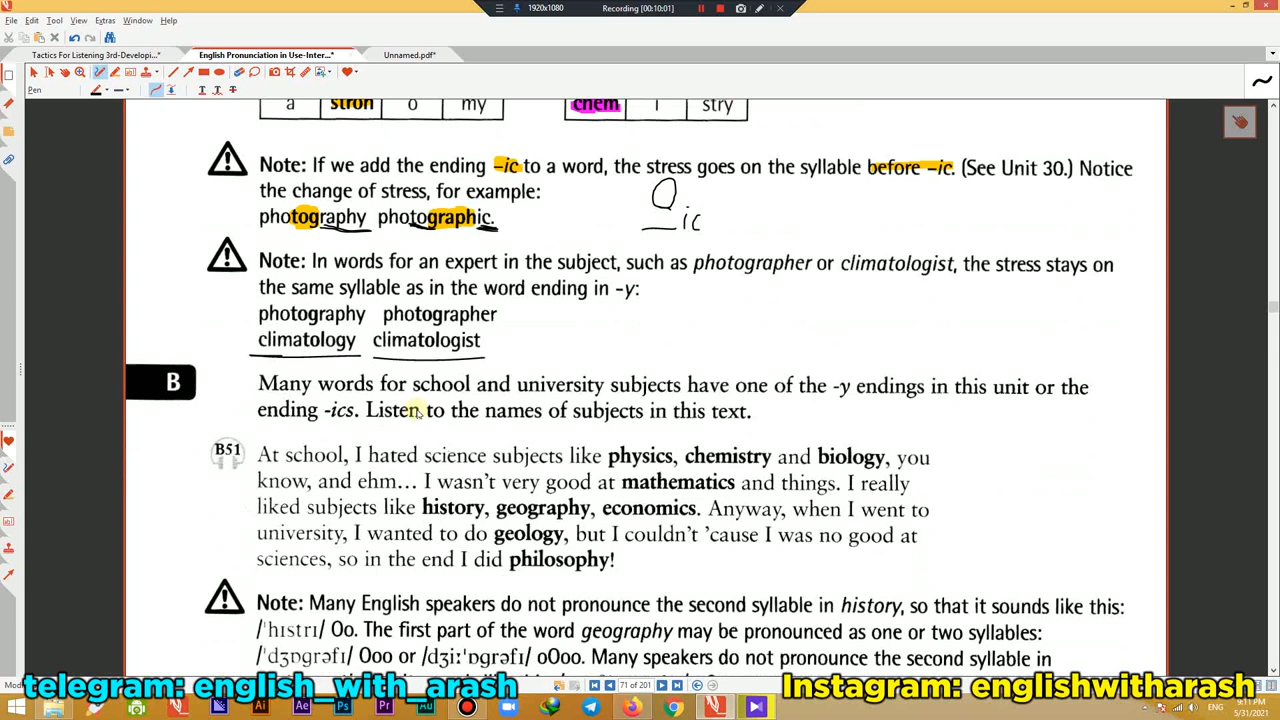 1920x1080
Recording [00:10:01]
File Edit Tool View Extras Window Help
Tactics For Listening 3rd-Developi...*
English Pronunciation in Use-Inter...*
Unnamed.pdf*
Pen
a stron o my
chem i stry
Note: If we add the ending –ic to a word, the stress goes on the syllable before –ic. (See Unit 30.) Notice
the change of stress, for example:
photography photographic.
ic
Note: In words for an expert in the subject, such as photographer or climatologist, the stress stays on
the same syllable as in the word ending in -y:
photography photographer
climatology climatologist
B
Many words for school and university subjects have one of the -y endings in this unit or the
ending -ics. Listen to the names of subjects in this text.
B51
At school, I hated science subjects like physics, chemistry and biology, you
know, and ehm… I wasn't very good at mathematics and things. I really
liked subjects like history, geography, economics. Anyway, when I went to
university, I wanted to do geology, but I couldn't 'cause I was no good at
sciences, so in the end I did philosophy!
Note: Many English speakers do not pronounce the second syllable in history, so that it sounds like this:
/ˈhɪstrɪ/ Oo. The first part of the word geography may be pronounced as one or two syllables:
/ˈdʒɒgrəfɪ/ Ooo or /dʒiːˈɒgrəfɪ/ oOoo. Many speakers do not pronounce the second syllable in
71 of 201
telegram: english_with_arash
Instagram: englishwitharash
ENG
9:11 PM
5/31/2021